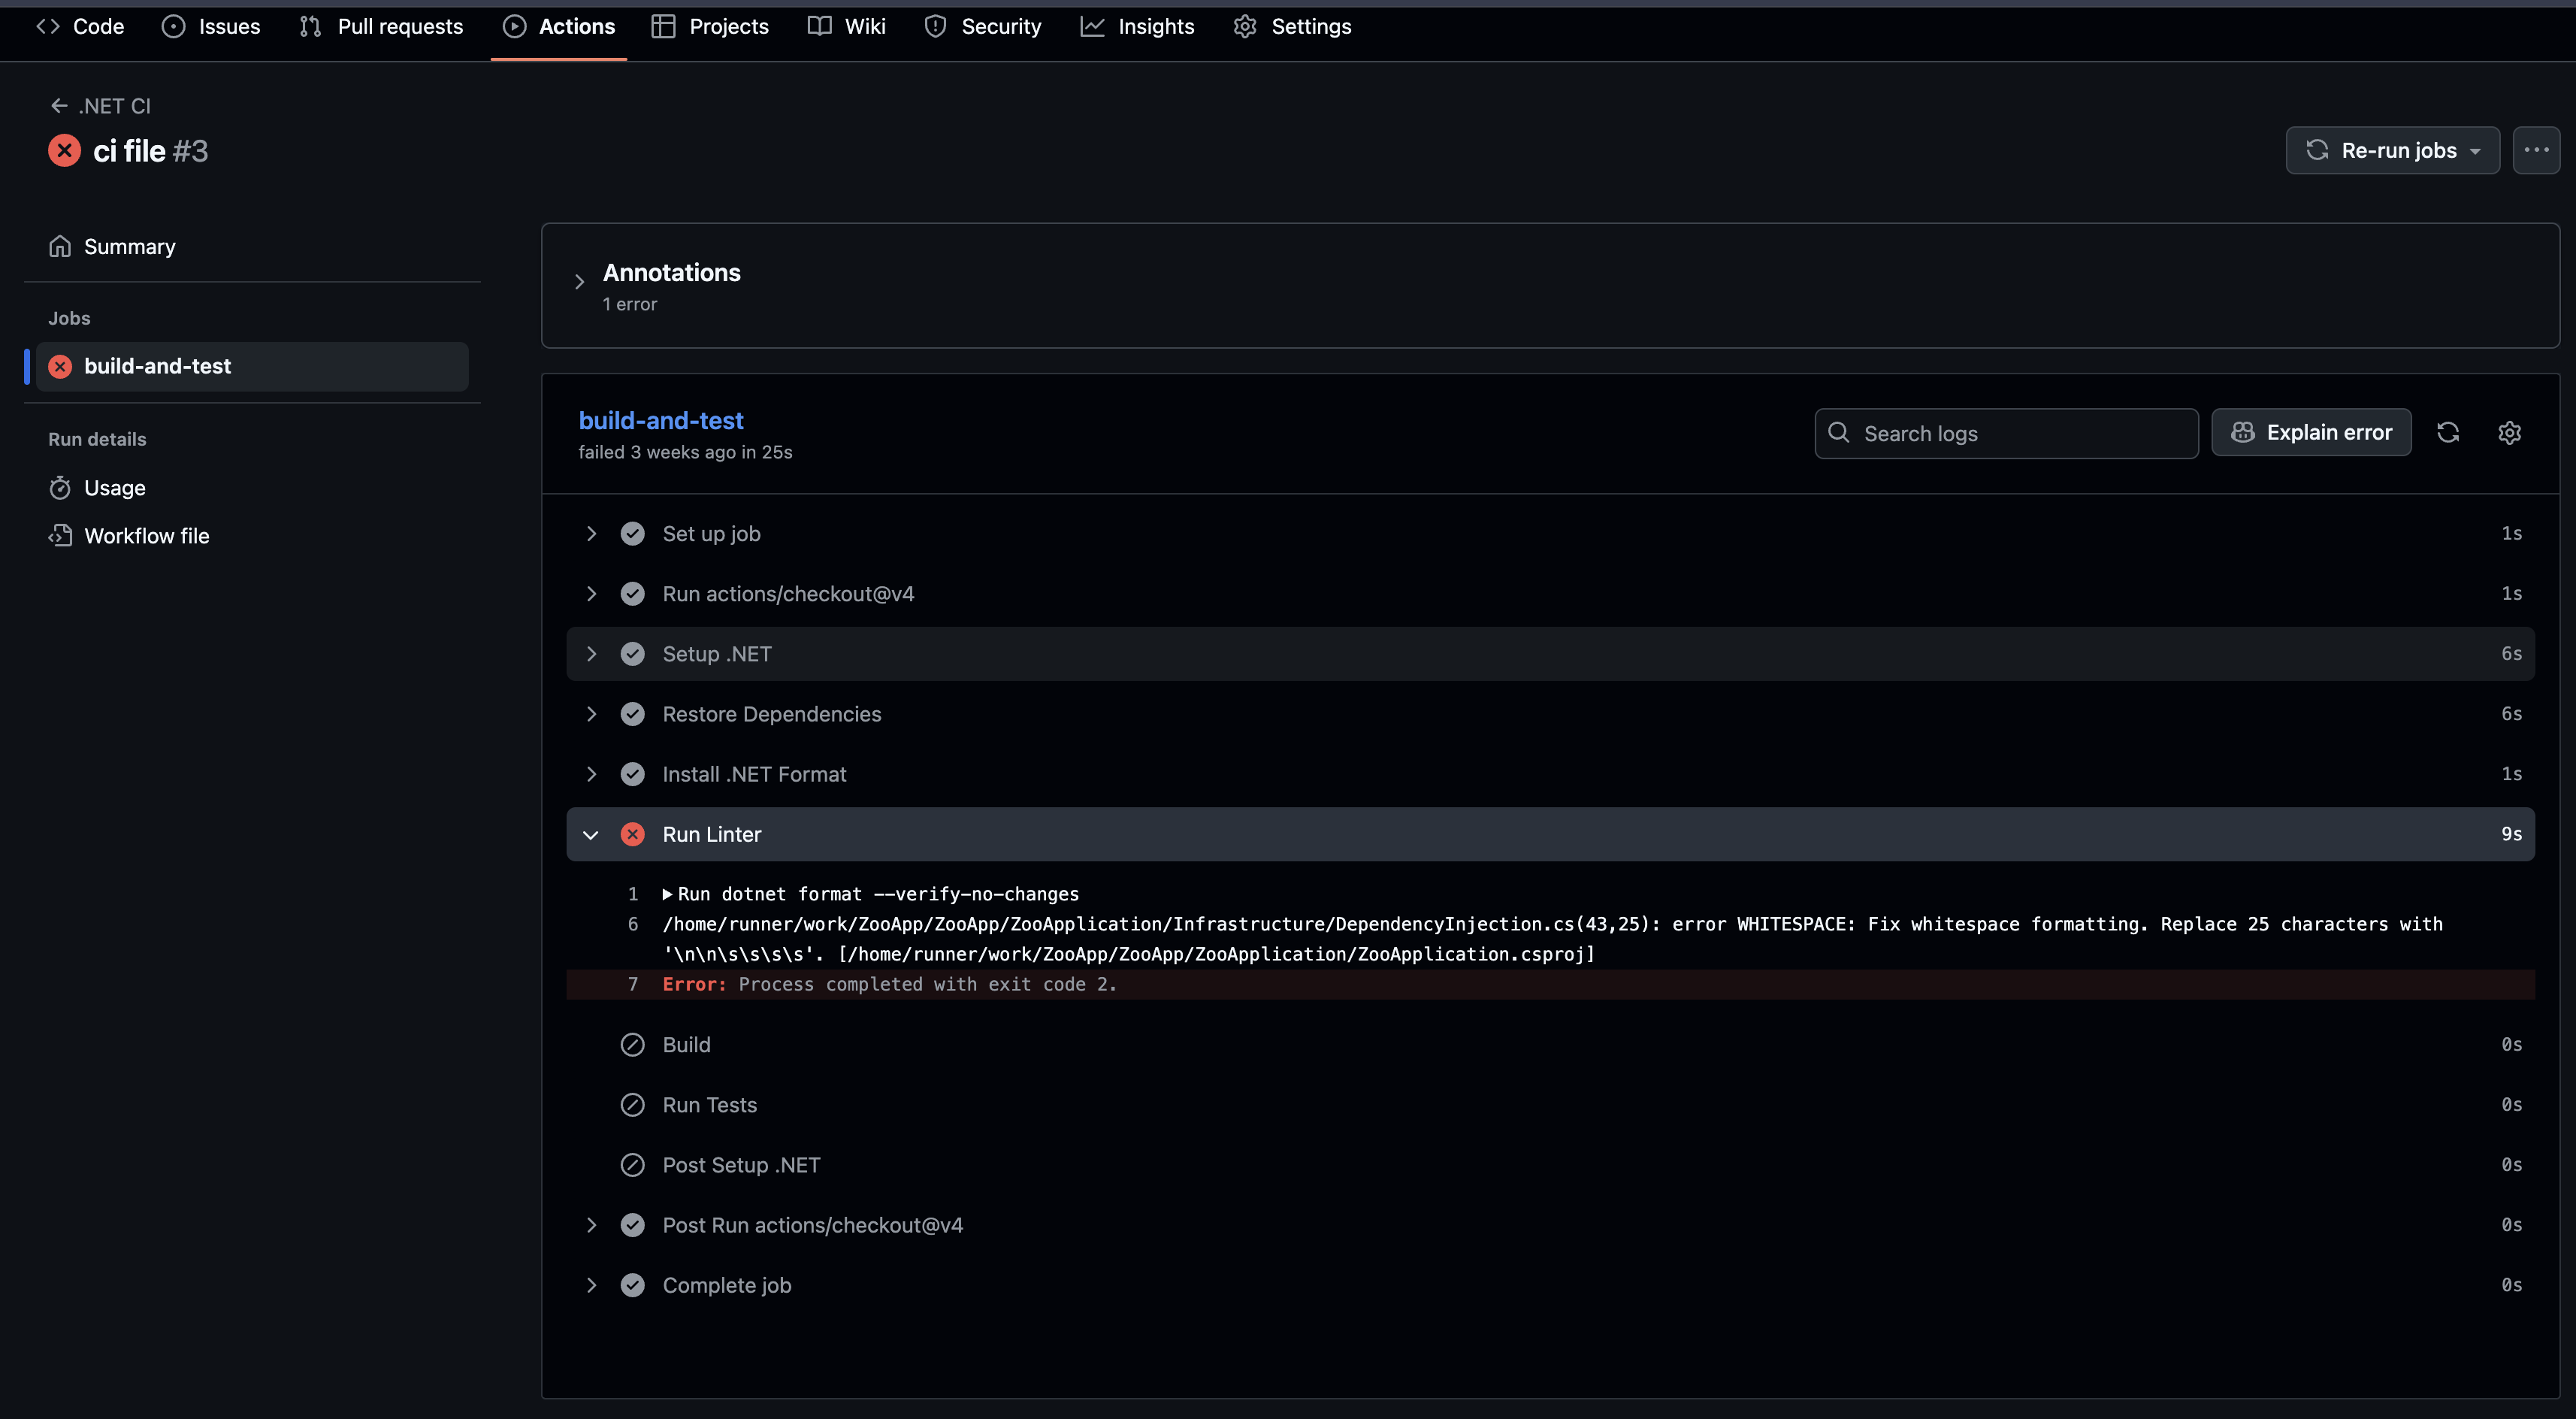 Code Issues Pull requests Actions Projects Wiki Security Insights Settings
.NET CI
ci file #3
Re-run jobs
Summary
Jobs
build-and-test
Run details
Usage
Workflow file
Annotations
1 error
build-and-test
failed 3 weeks ago in 25s
Search logs
Explain error
Set up job 1s
Run actions/checkout@v4 1s
Setup .NET 6s
Restore Dependencies 6s
Install .NET Format 1s
Run Linter 9s
1 Run dotnet format --verify-no-changes
6 /home/runner/work/ZooApp/ZooApp/ZooApplication/Infrastructure/DependencyInjection.cs(43,25): error WHITESPACE: Fix whitespace formatting. Replace 25 characters with
'\n\n\s\s\s\s'. [/home/runner/work/ZooApp/ZooApp/ZooApplication/ZooApplication.csproj]
7 Error: Process completed with exit code 2.
Build 0s
Run Tests 0s
Post Setup .NET 0s
Post Run actions/checkout@v4 0s
Complete job 0s